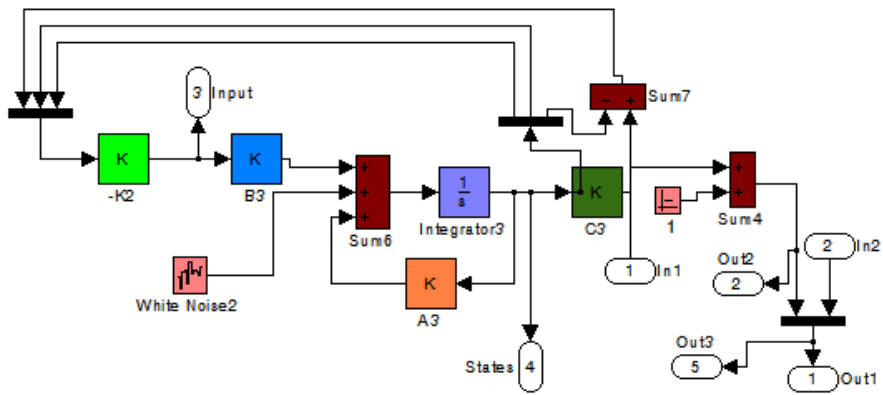 3 Input
- +
Sum7
K
-K2
K
B3
+
+
+
Sum6
1
s
Integrator3
K
C3
+
+
Sum4
1
1 In1
2 In2
Out2
2
White Noise2
K
A3
States 4
Out3
5
1 Out1